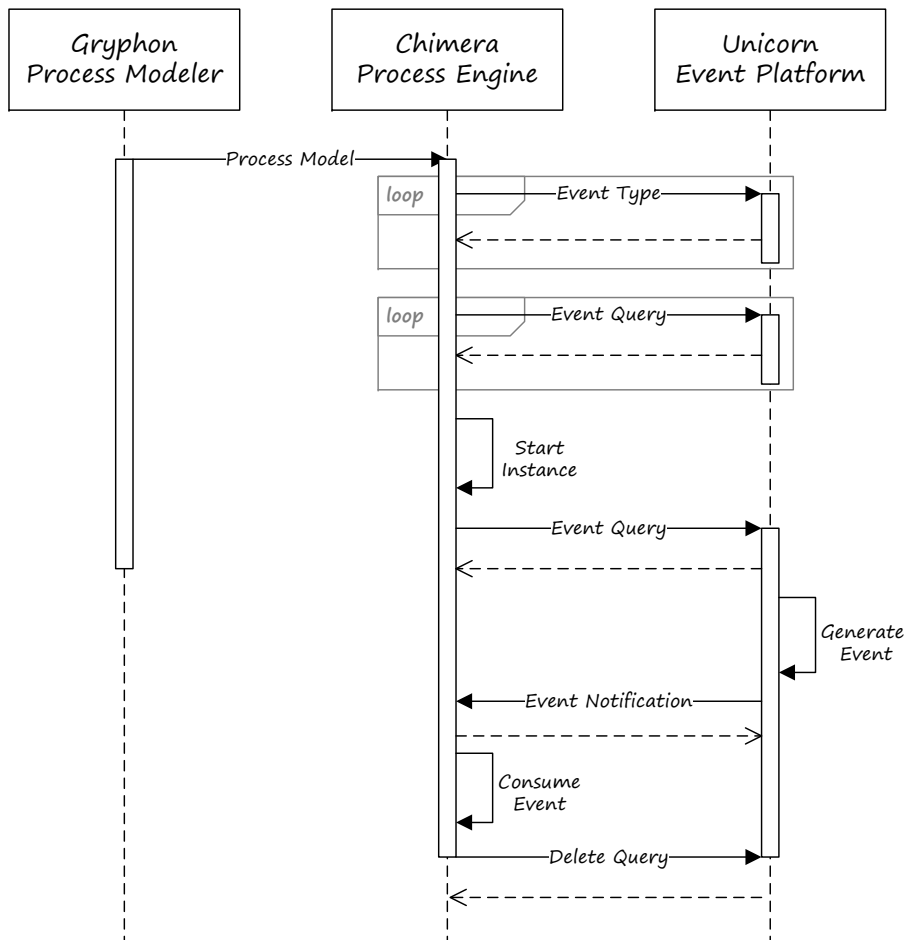 Gryphon
Process Modeler
Chimera
Process Engine
Unicorn
Event Platform
Process Model
loop
Event Type
loop
Event Query
Start
Instance
Event Query
Generate
Event
Event Notification
Consume
Event
Delete Query